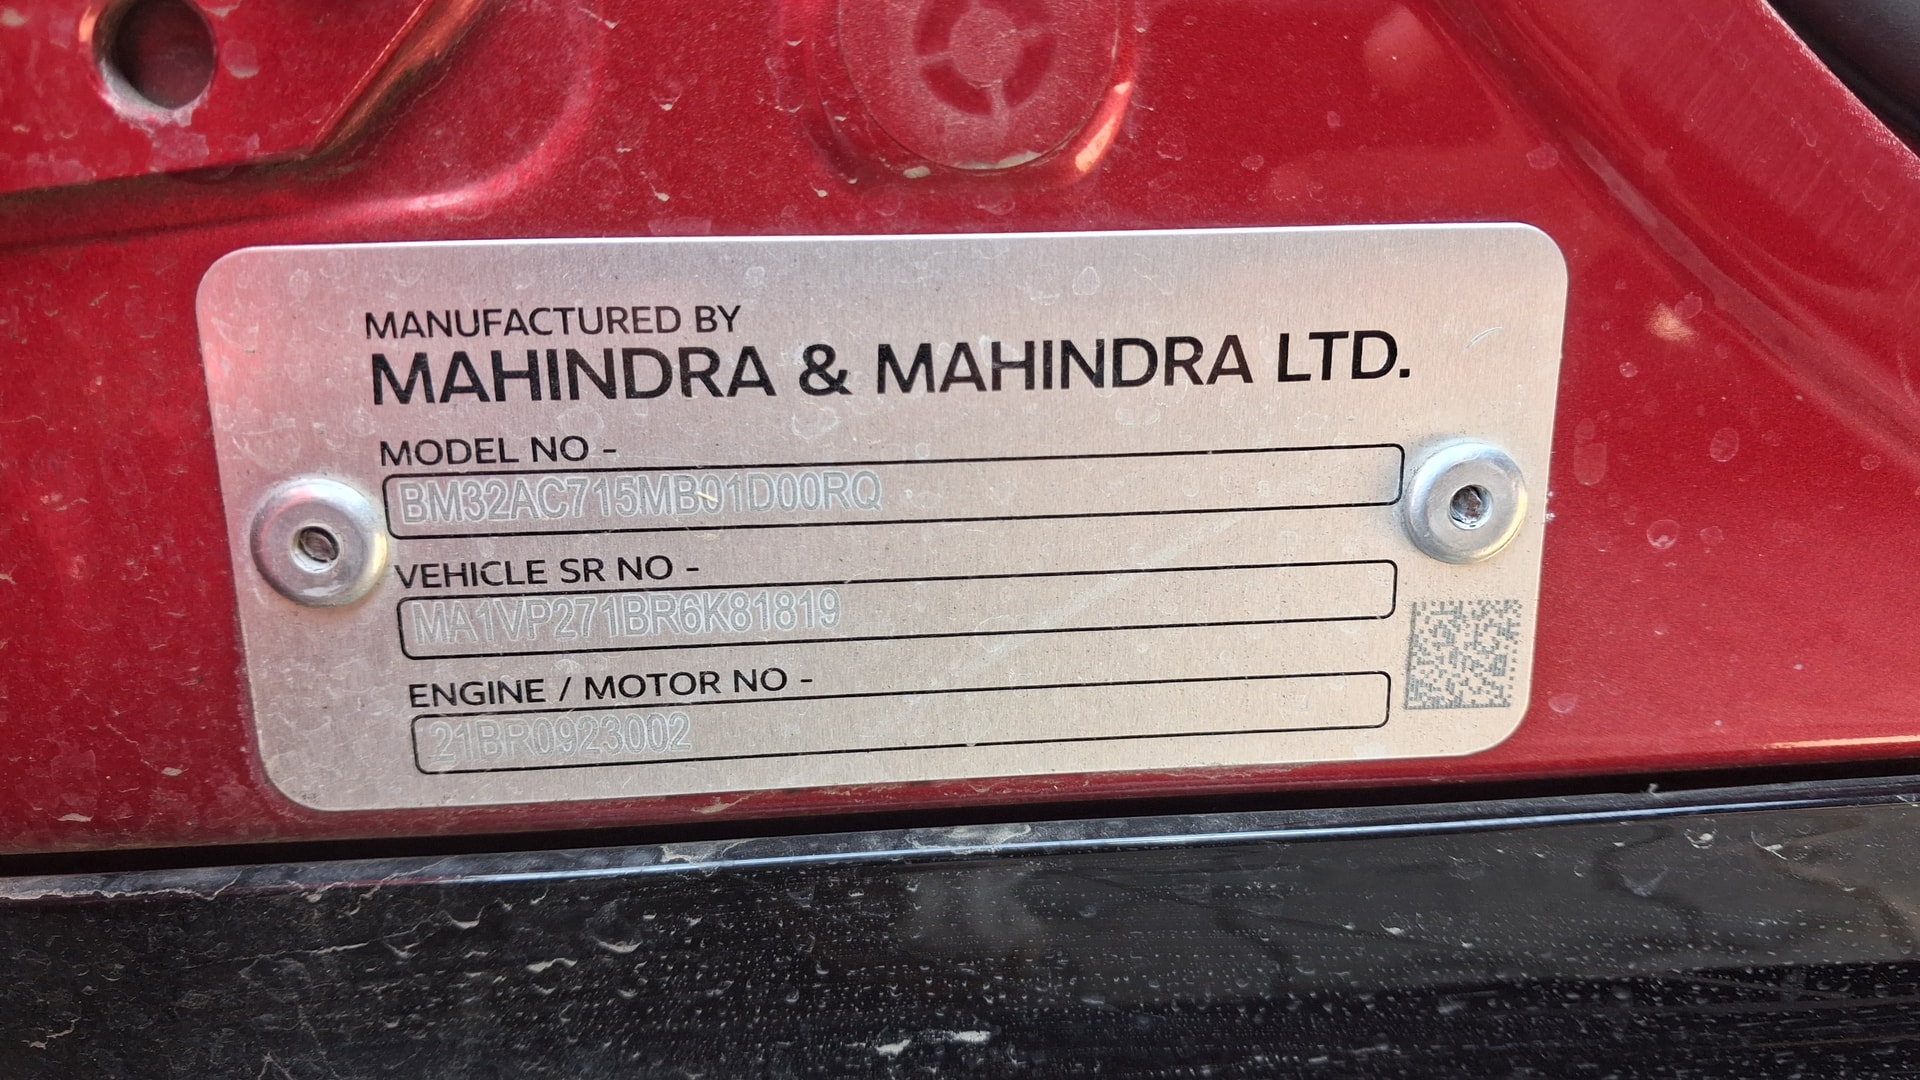 MANUFACTURED BY
MAHINDRA & MAHINDRA LTD.
MODEL NO -
BM32AC715MB01D00RQ
VEHICLE SR NO -
MA1VP271BR6K81819
ENGINE / MOTOR NO -
21BR0923002